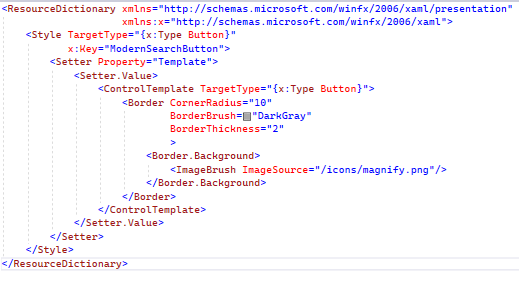 <ResourceDictionary xmlns="http://schemas.microsoft.com/winfx/2006/xaml/presentation"
                    xmlns:x="http://schemas.microsoft.com/winfx/2006/xaml">
    <Style TargetType="{x:Type Button}"
           x:Key="ModernSearchButton">
        <Setter Property="Template">
            <Setter.Value>
                <ControlTemplate TargetType="{x:Type Button}">
                    <Border CornerRadius="10"
                            BorderBrush="DarkGray"
                            BorderThickness="2"
                            >
                        <Border.Background>
                            <ImageBrush ImageSource="/icons/magnify.png"/>
                        </Border.Background>
                    </Border>
                </ControlTemplate>
            </Setter.Value>
        </Setter>
    </Style>
</ResourceDictionary>